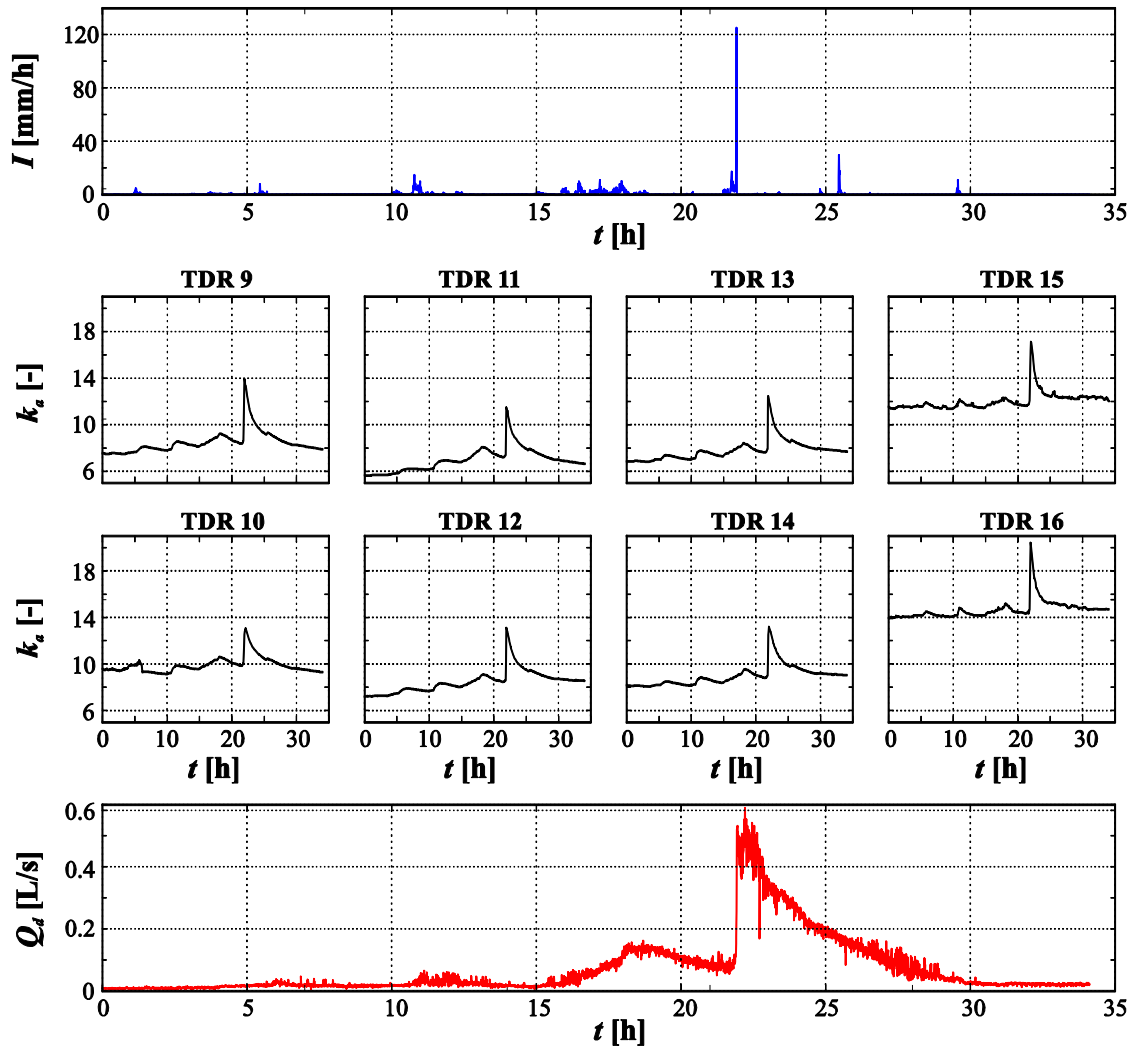 I [mm/h]
120
80
40
0
0 5 10 15 20 25 30 35
t [h]
TDR 9 TDR 11 TDR 13 TDR 15
k_a [-]
18
14
10
6
TDR 10 TDR 12 TDR 14 TDR 16
k_a [-]
18
14
10
6
0 10 20 30 0 10 20 30 0 10 20 30 0 10 20 30
t [h] t [h] t [h] t [h]
Q_d [L/s]
0.6
0.4
0.2
0
0 5 10 15 20 25 30 35
t [h]